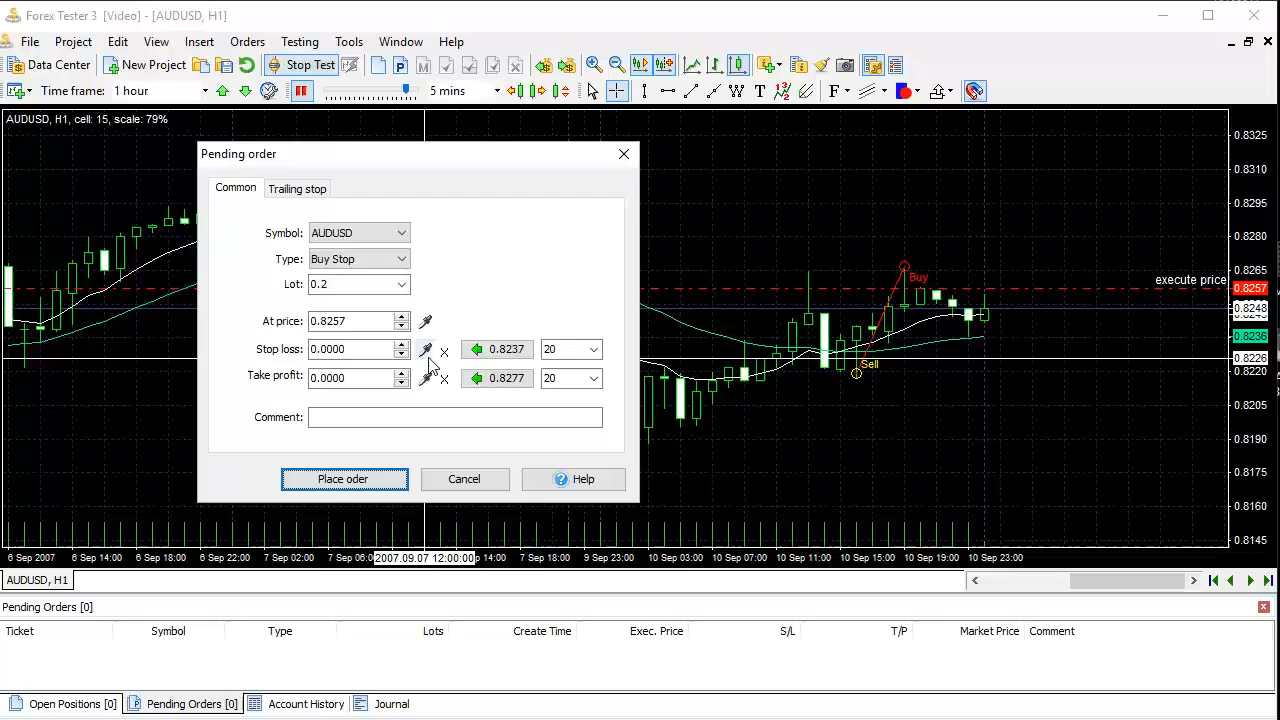 Forex Tester 3 [Video] - [AUDUSD, H1]
File Project Edit View Insert Orders Testing Tools Window Help
Data Center New Project Stop Test
Time frame: 1 hour 5 mins
AUDUSD, H1, cell: 15, scale: 79%
Pending order
Common Trailing stop
Symbol: AUDUSD
Type: Buy Stop
Lot: 0.2
At price: 0.8257
Stop loss: 0.0000 0.8237 20
Take profit: 0.0000 0.8277 20
Comment:
Place oder Cancel Help
Buy
Sell
execute price
0.8325
0.8310
0.8295
0.8280
0.8265
0.8257
0.8248
0.8236
0.8226
0.8220
0.8205
0.8190
0.8175
0.8160
0.8145
6 Sep 2007 6 Sep 14:00 6 Sep 18:00 6 Sep 22:00 7 Sep 02:00 7 Sep 06:0 2007.09.07 12:00:00 p 14:00 7 Sep 18:00 9 Sep 23:00 10 Sep 03:00 10 Sep 07:00 10 Sep 11:00 10 Sep 15:00 10 Sep 19:00 10 Sep 23:00
AUDUSD, H1
Pending Orders [0]
Ticket Symbol Type Lots Create Time Exec. Price S/L T/P Market Price Comment
Open Positions [0] Pending Orders [0] Account History Journal